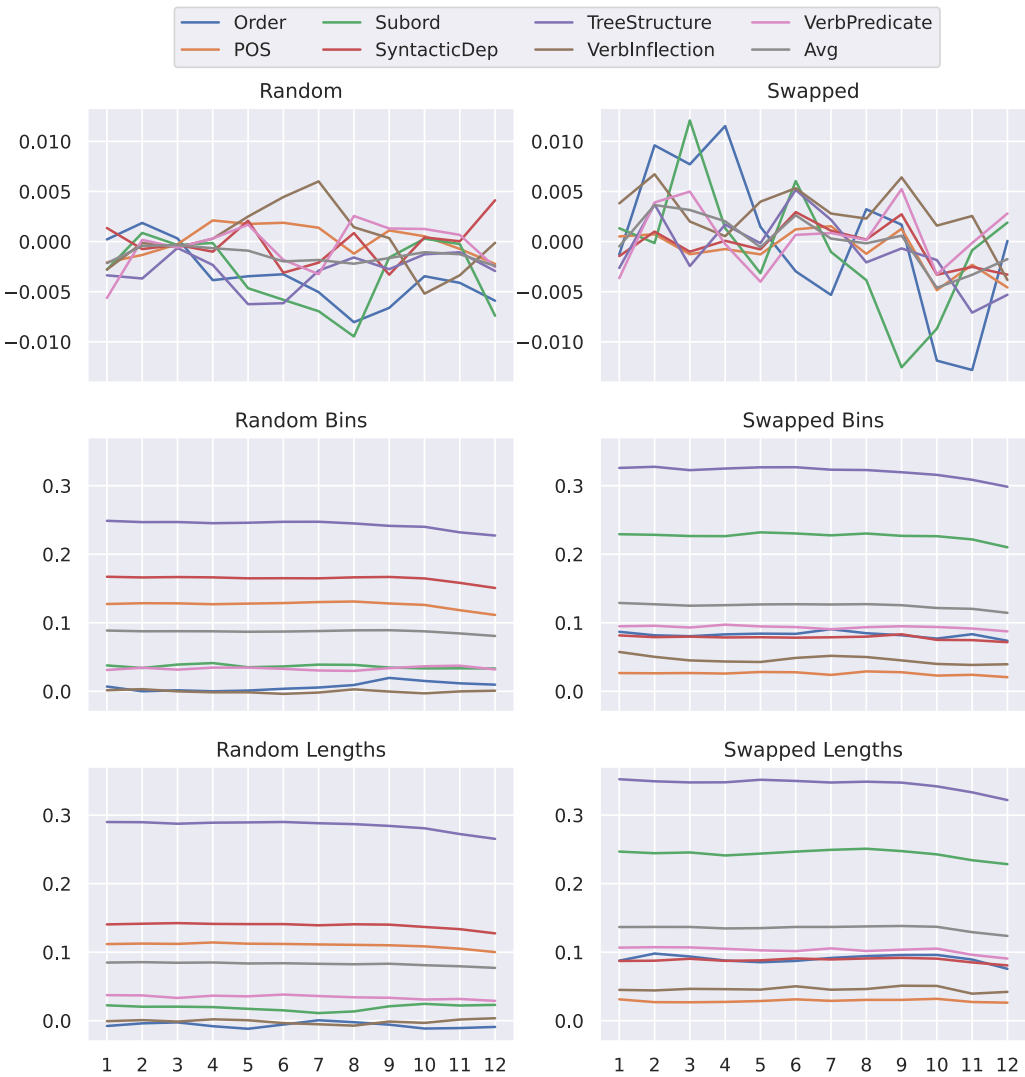 Order Subord TreeStructure VerbPredicate
POS SyntacticDep VerbInflection Avg
Random Swapped
0.010 0.010
0.005 0.005
0.000 0.000
−0.005 −0.005
−0.010 −0.010
Random Bins Swapped Bins
0.3 0.3
0.2 0.2
0.1 0.1
0.0 0.0
Random Lengths Swapped Lengths
0.3 0.3
0.2 0.2
0.1 0.1
0.0 0.0
1 2 3 4 5 6 7 8 9 10 11 12 1 2 3 4 5 6 7 8 9 10 11 12